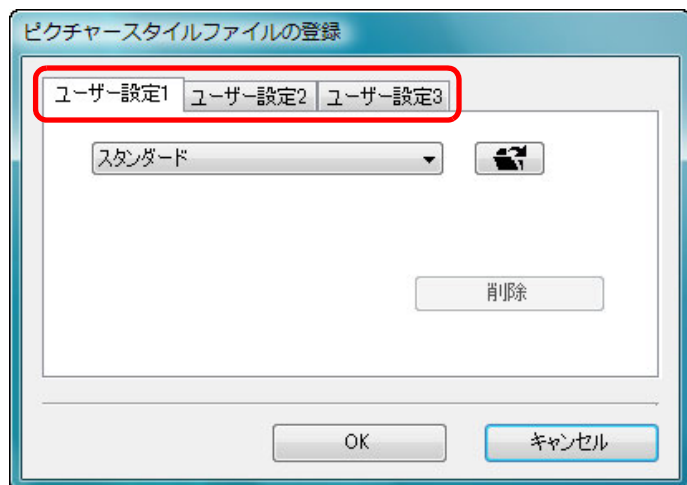 ピクチャースタイルファイルの登録
ユーザー設定1 ユーザー設定2 ユーザー設定3
スタンダード
削除
OK キャンセル